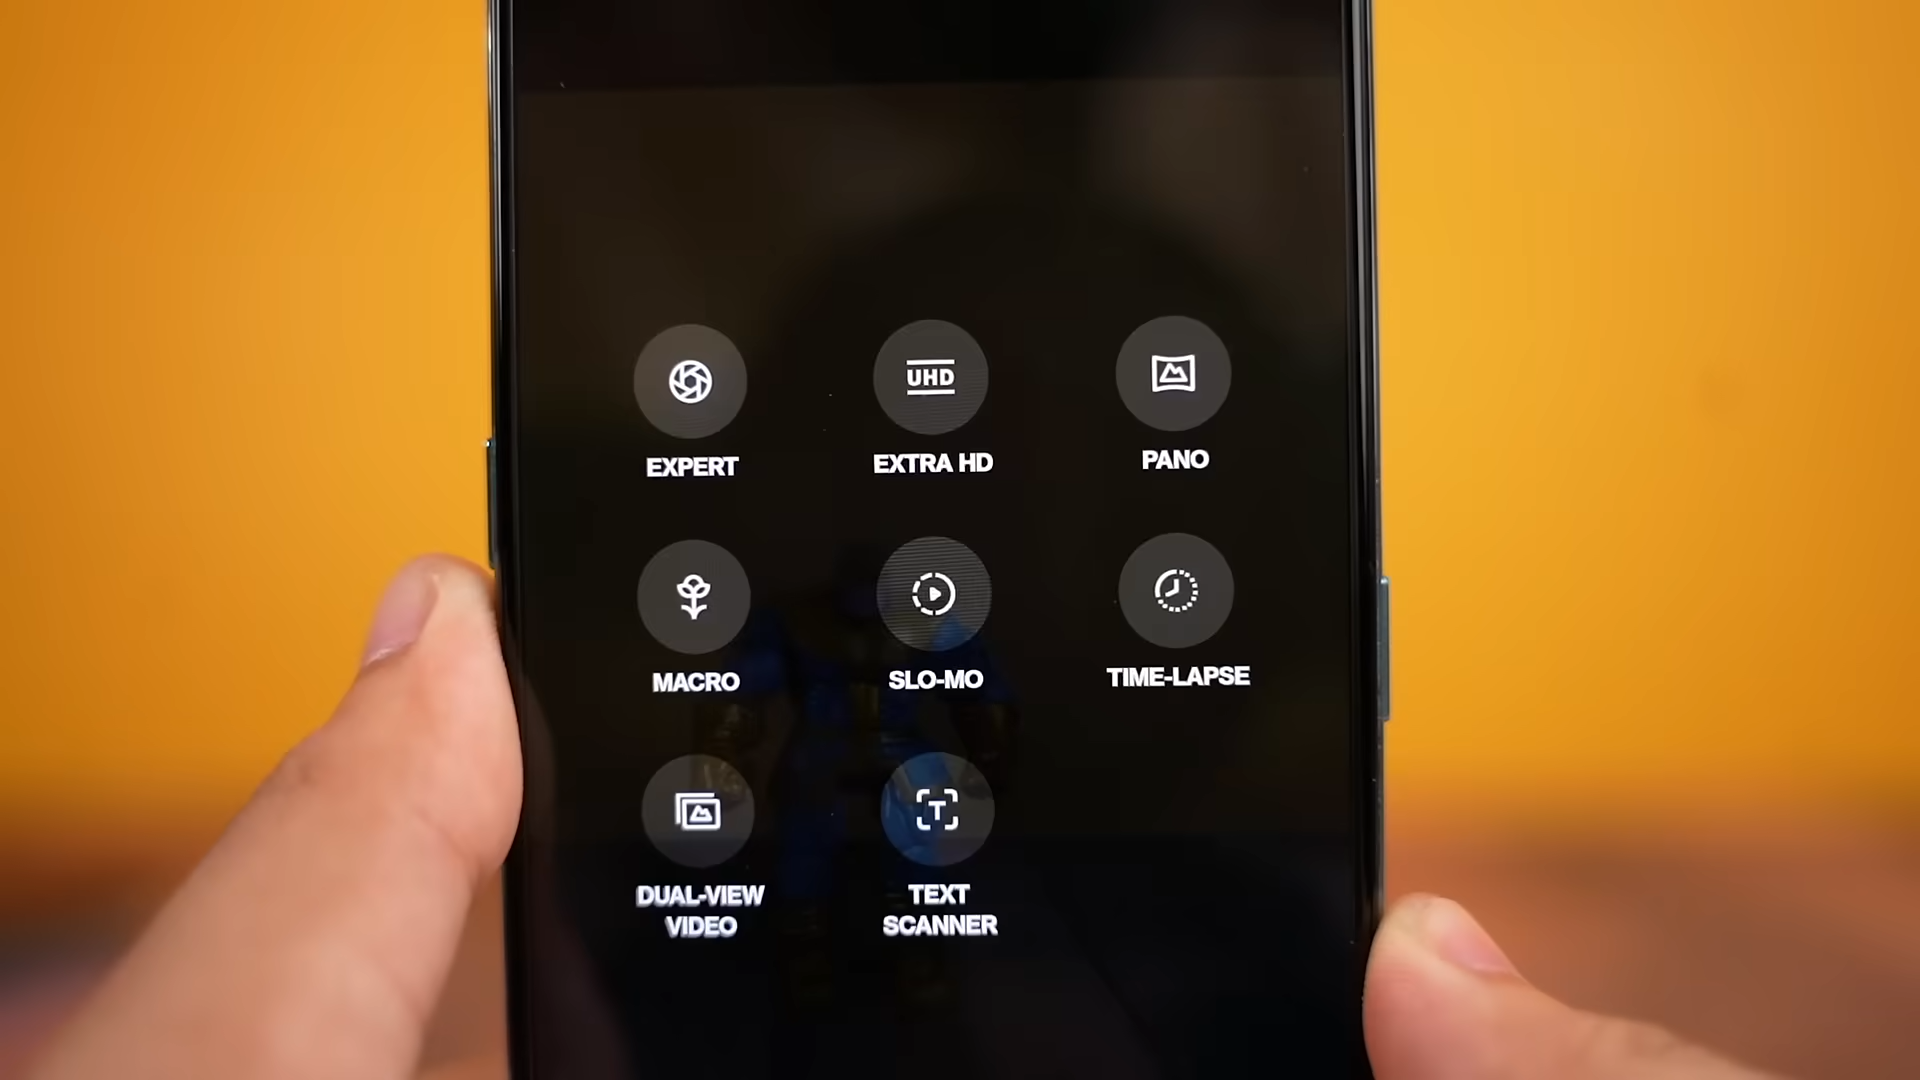 UHD
EXPERT
EXTRA HD
PANO
MACRO
SLO-MO
TIME-LAPSE
T
DUAL-VIEW
VIDEO
TEXT
SCANNER